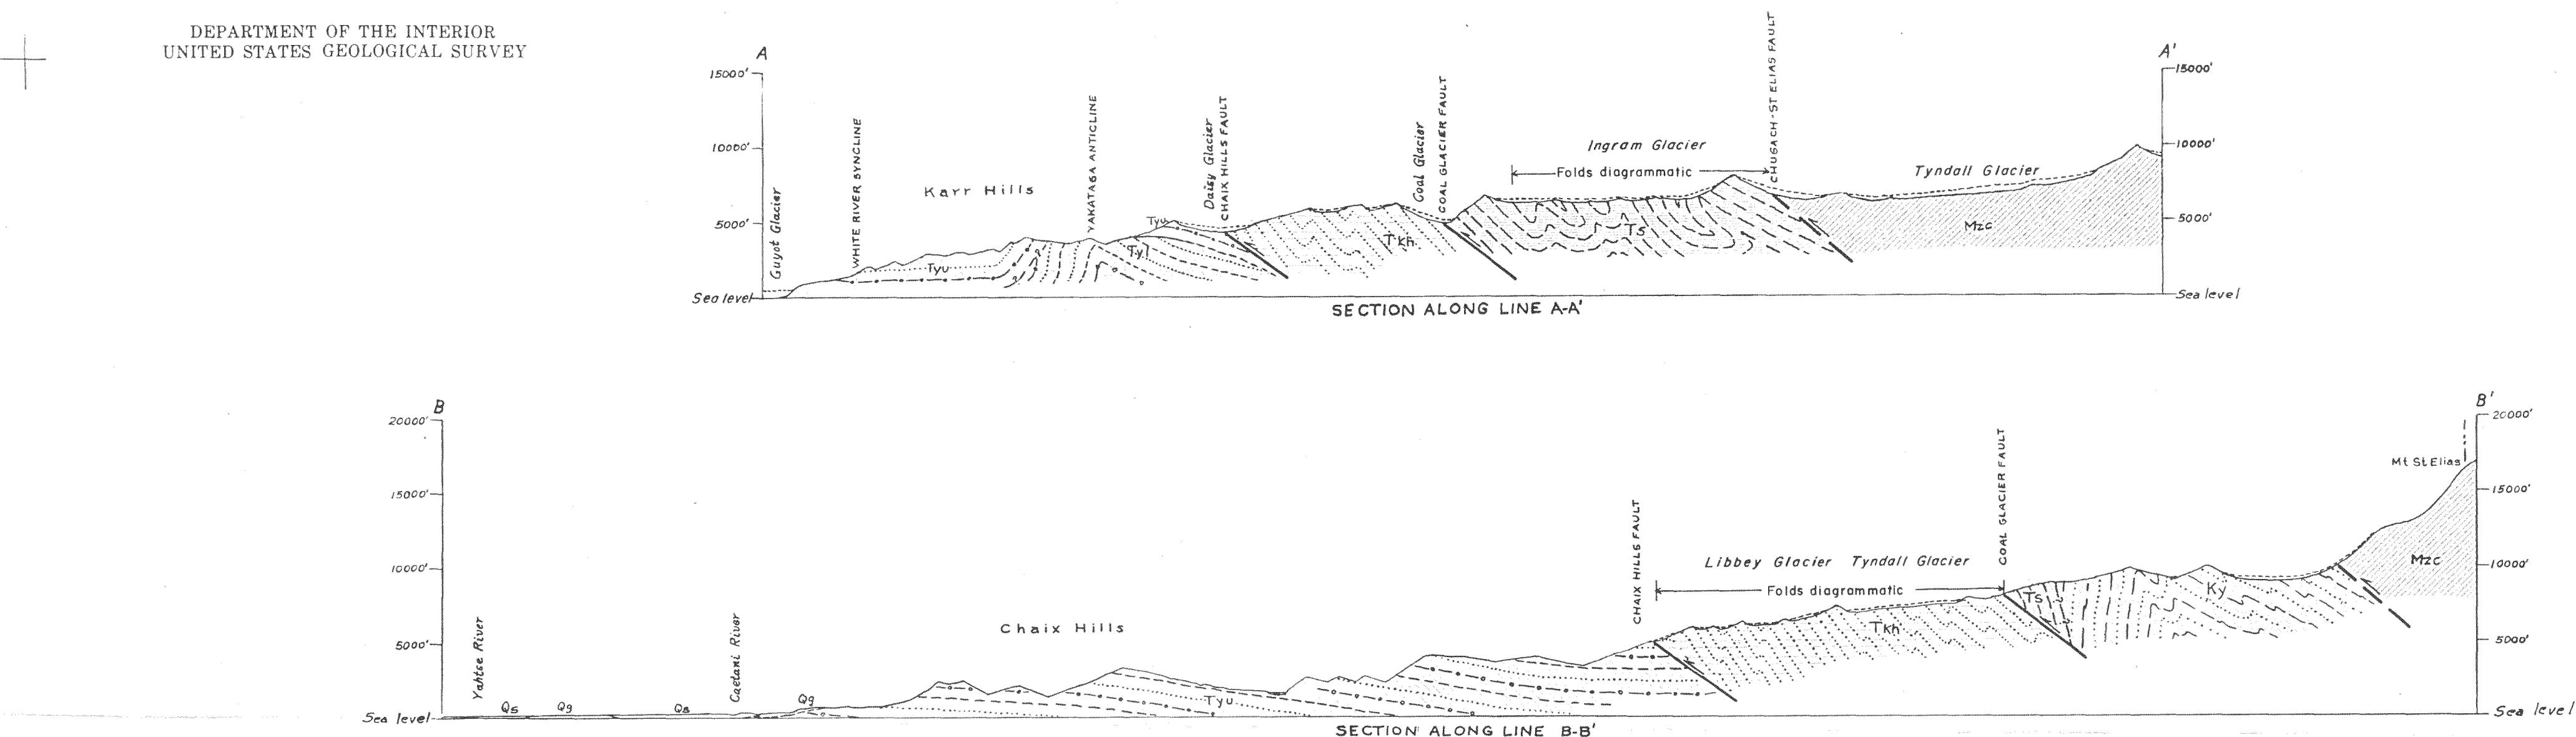 DEPARTMENT OF THE INTERIOR
UNITED STATES GEOLOGICAL SURVEY
A
A'
15000'
10000'
5000'
Sea level
Guyot Glacier
WHITE RIVER SYNCLINE
Karr Hills
YAKATAGA ANTICLINE
Daisy Glacier
CHAIX HILLS FAULT
Coal Glacier
COAL GLACIER FAULT
Ingram Glacier
Folds diagrammatic
CHUGACH-ST ELIAS FAULT
Tyndall Glacier
15000'
10000'
5000'
Sea level
Tyu
Tyl
Tyu
Tkh
Ts
Mzc
SECTION ALONG LINE A-A'
B
B'
20000'
15000'
10000'
5000'
Sea level
Yahtse River
Qs
Qg
Qs
Caetani River
Qg
Chaix Hills
Tyu
CHAIX HILLS FAULT
Libbey Glacier Tyndall Glacier
Folds diagrammatic
COAL GLACIER FAULT
Tkh
Ts
Ky
Mt St Elias
Mzc
20000'
15000'
10000'
5000'
Sea level
SECTION ALONG LINE B-B'